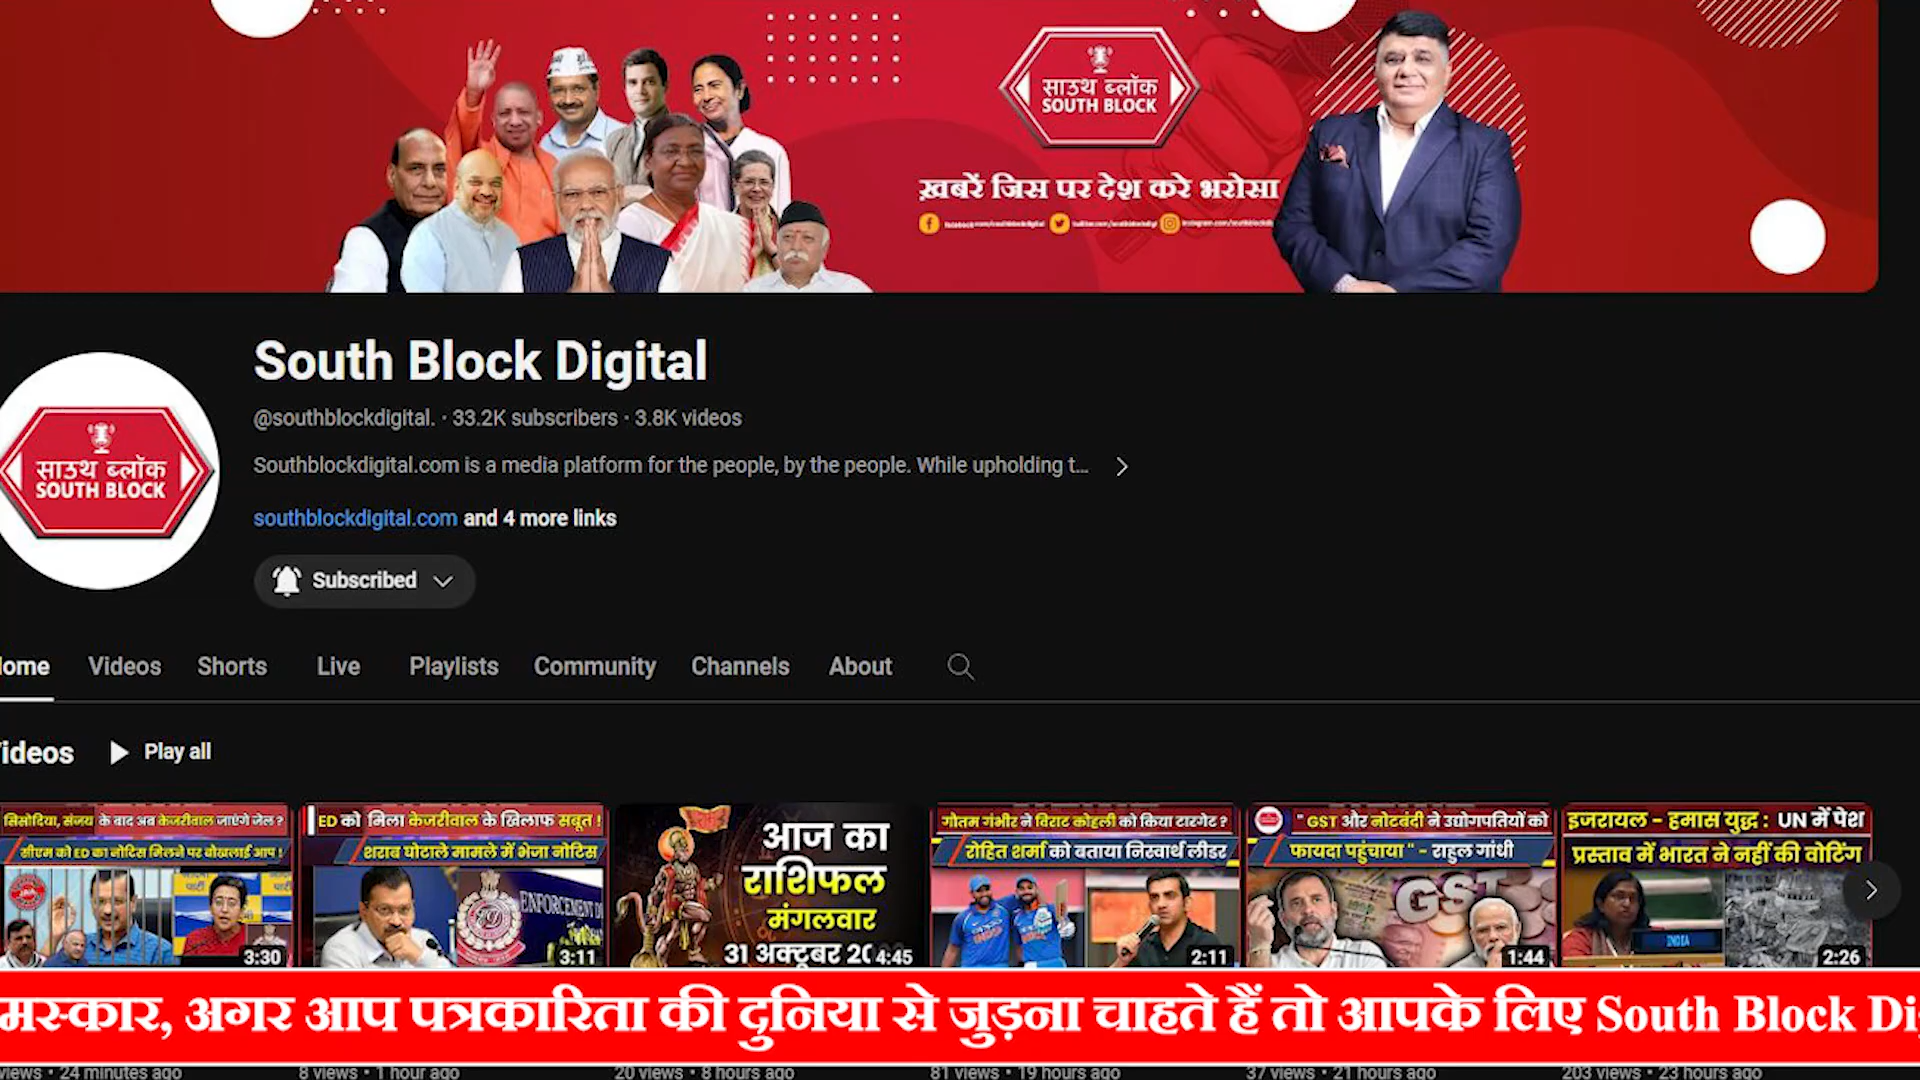 साउथ ब्लॉक
SOUTH BLOCK
ख़बरें जिस पर देश करे भरोसा
South Block Digital
@southblockdigital. · 33.2K subscribers · 3.8K videos
Southblockdigital.com is a media platform for the people, by the people. While upholding t...
southblockdigital.com and 4 more links
साउथ ब्लॉक
SOUTH BLOCK
Subscribed
Videos Shorts Live Playlists Community Channels About
Play all
सिसोदिया, संजय के बाद अब केजरीवाल जाएंगे जेल ?
सीएम को ED का नोटिस मिलने पर बोखलाई आप !
3:30
ED को मिला केजरीवाल के खिलाफ सबूत !
शराब घोटाले मामले में भेजा नोटिस
3:11
आज का
राशिफल
मंगलवार
31 अक्टूबर
4:45
गौतम गंभीर ने विराट कोहली को किया टारगेट ?
रोहित शर्मा को बताया निस्वार्थ लीडर
2:11
" GST और नोटबंदी ने उद्योगपतियों को
फायदा पहुंचाया " - राहुल गांधी
GST
1:44
इजरायल - हमास युद्ध : UN में पेश
प्रस्ताव में भारत ने नहीं की वोटिंग
INDIA
2:26
अगर आप पत्रकारिता की दुनिया से जुड़ना चाहते हैं तो आपके लिए South Block
views • 24 minutes ago
8 views • 1 hour ago
20 views • 8 hours ago
81 views • 19 hours ago
37 views • 21 hours ago
203 views • 23 hours ago